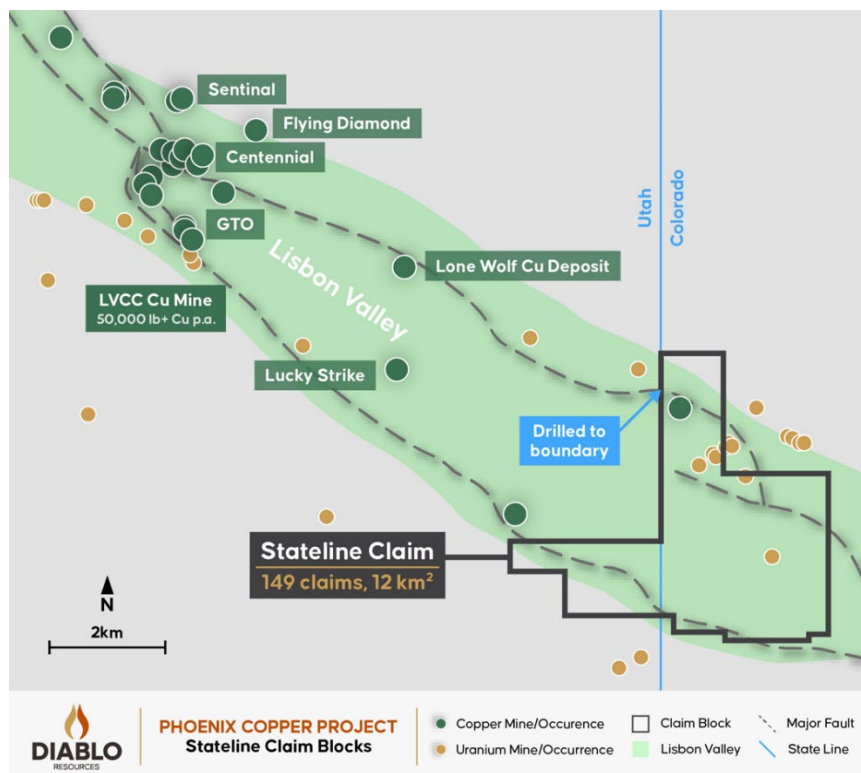 Sentinal
Flying Diamond
Centennial
GTO
Utah
Colorado
Lisbon Valley
Lone Wolf Cu Deposit
LVCC Cu Mine
50,000 lb+ Cu p.a.
Lucky Strike
Drilled to
boundary
Stateline Claim
149 claims, 12 km²
N
2km
DIABLO
RESOURCES
PHOENIX COPPER PROJECT
Stateline Claim Blocks
Copper Mine/Occurence
Uranium Mine/Occurrence
Claim Block
Lisbon Valley
Major Fault
State Line